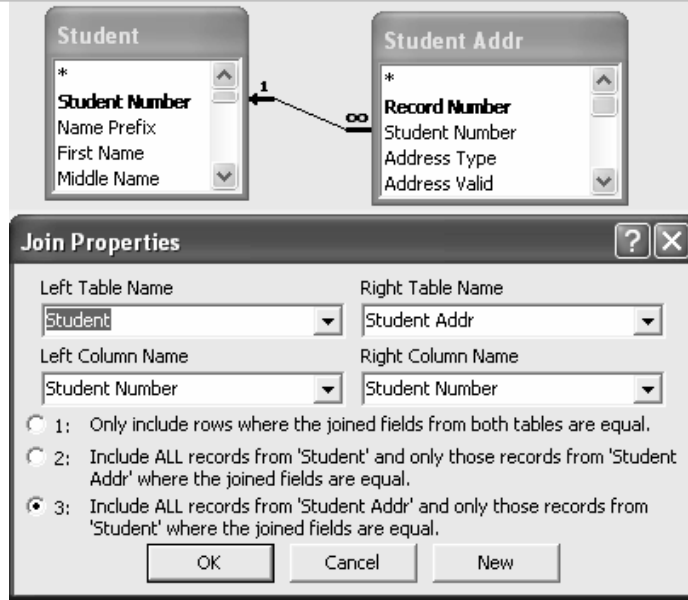 Student
*
Student Number
Name Prefix
First Name
Middle Name
1
∞
Student Addr
*
Record Number
Student Number
Address Type
Address Valid
Join Properties
?
Left Table Name
Right Table Name
Student
Student Addr
Left Column Name
Right Column Name
Student Number
Student Number
1: Only include rows where the joined fields from both tables are equal.
2: Include ALL records from 'Student' and only those records from 'Student
Addr' where the joined fields are equal.
3: Include ALL records from 'Student Addr' and only those records from
'Student' where the joined fields are equal.
OK
Cancel
New